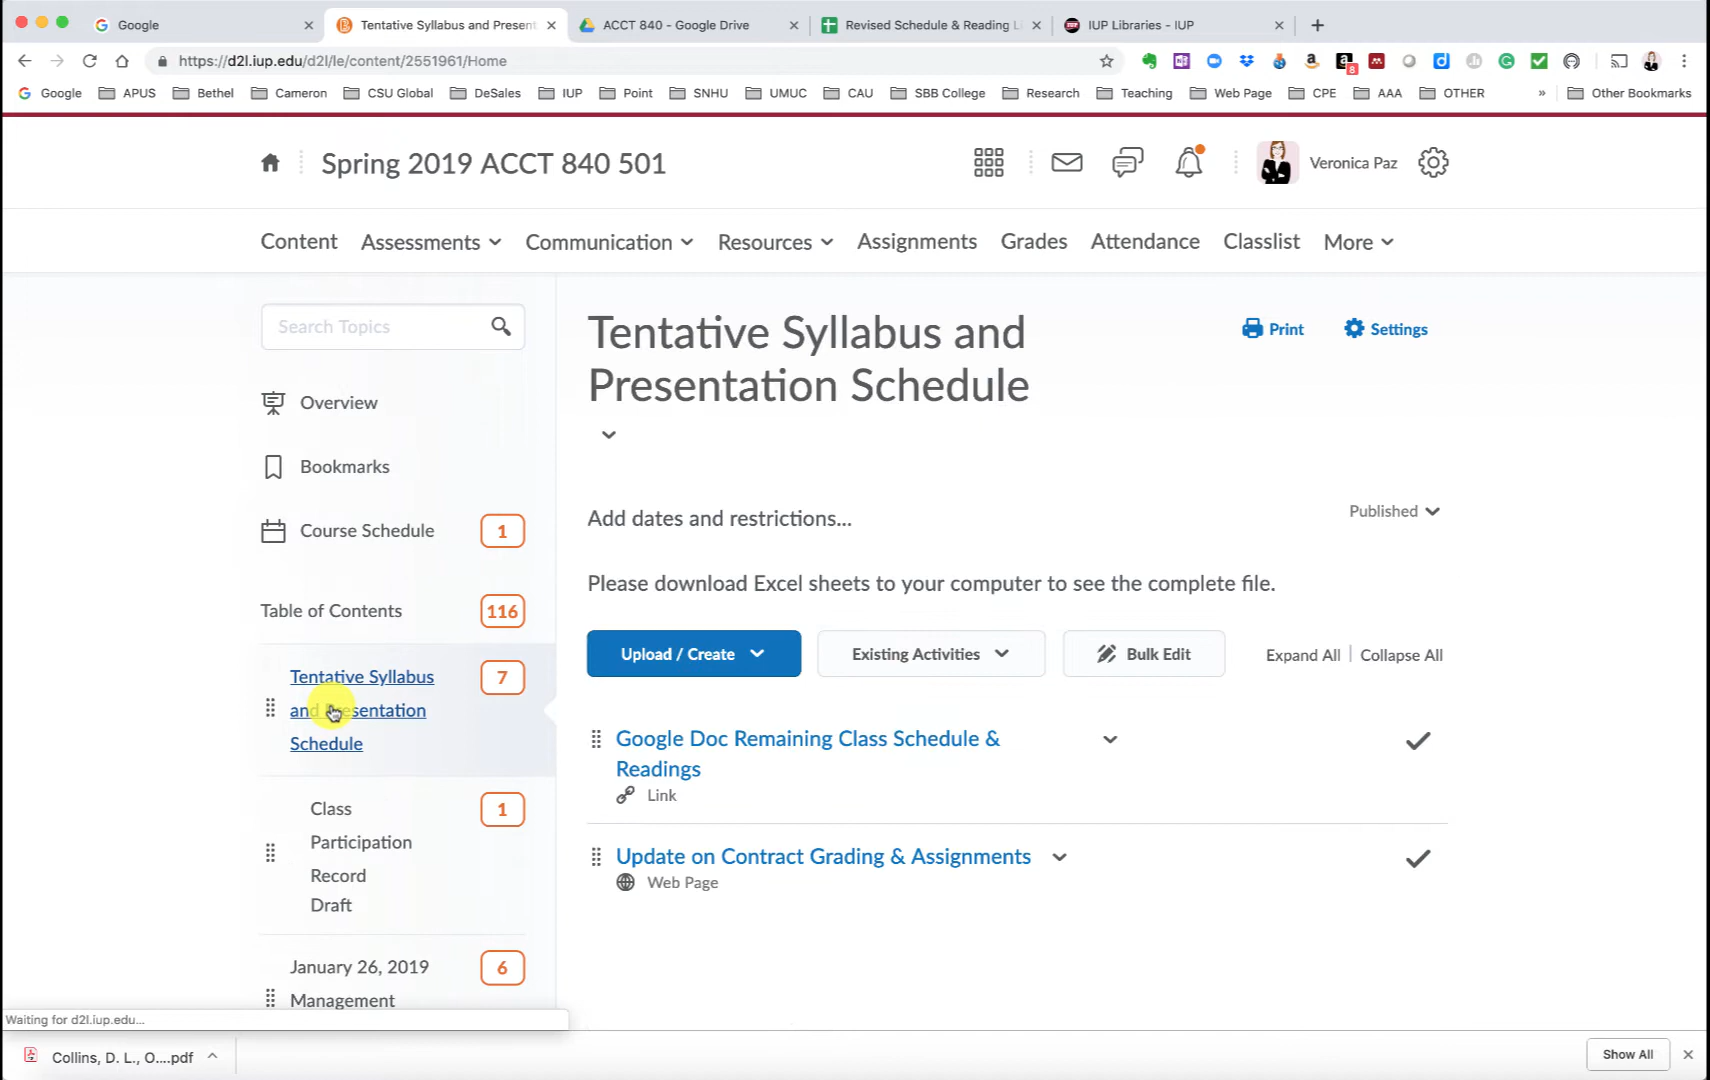 Google
Tentative Syllabus and Present
ACCT 840 - Google Drive
Revised Schedule & Reading Li
IUP Libraries - IUP
https://d2l.iup.edu/d2l/le/content/2551961/Home
8
Google APUS Bethel Cameron CSU Global DeSales IUP Point SNHU UMUC CAU SBB College Research Teaching Web Page CPE AAA OTHER » Other Bookmarks
Spring 2019 ACCT 840 501
Veronica Paz
Content Assessments Communication Resources Assignments Grades Attendance Classlist More
Search Topics
Overview
Bookmarks
Course Schedule 1
Table of Contents 116
Tentative Syllabus 7
and Presentation
Schedule
Class 1
Participation
Record
Draft
January 26, 2019 6
Management
Tentative Syllabus and
Presentation Schedule
Print Settings
Add dates and restrictions...
Published
Please download Excel sheets to your computer to see the complete file.
Upload / Create Existing Activities Bulk Edit Expand All Collapse All
Google Doc Remaining Class Schedule &
Readings
Link
Update on Contract Grading & Assignments
Web Page
Waiting for d2l.iup.edu...
Collins, D. L., O....pdf
Show All